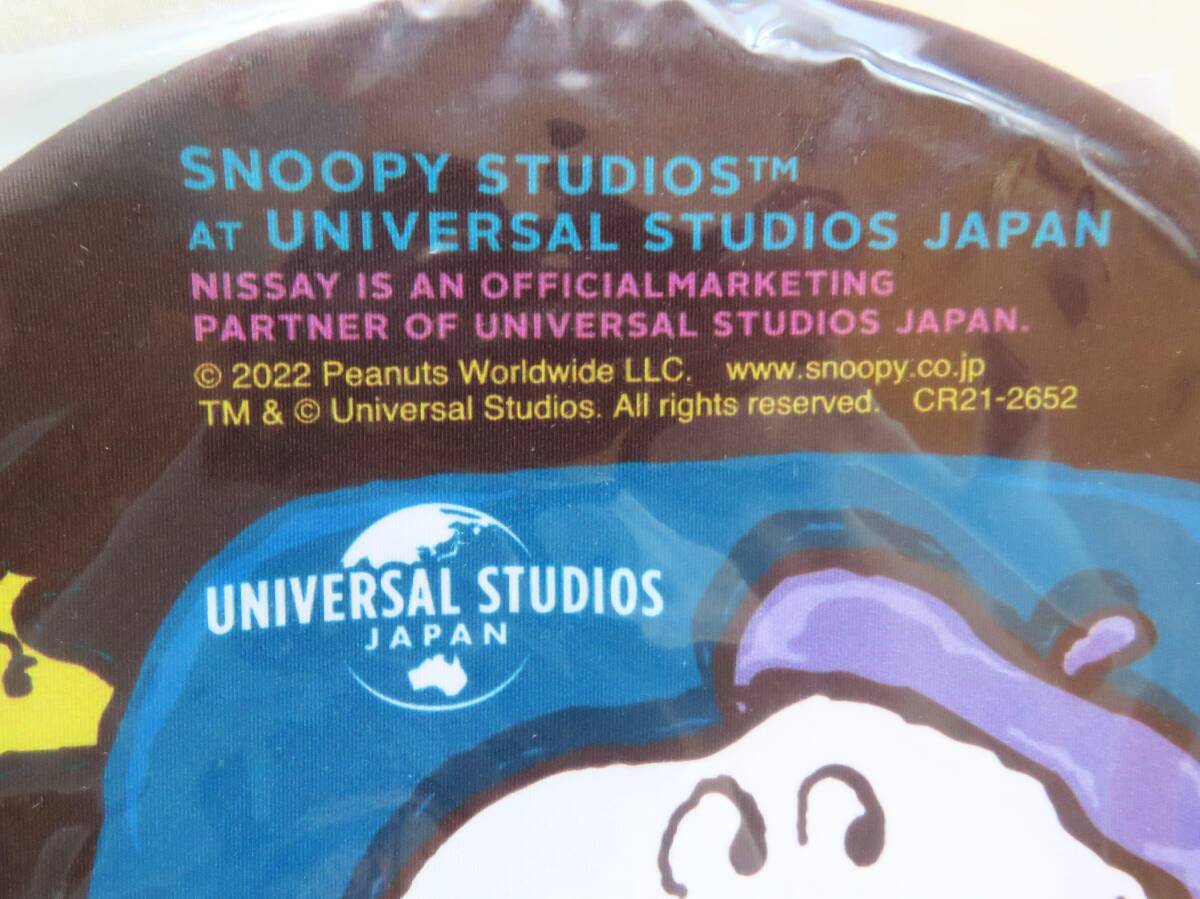 SNOOPY STUDIOS™
AT UNIVERSAL STUDIOS JAPAN
NISSAY IS AN OFFICIALMARKETING
PARTNER OF UNIVERSAL STUDIOS JAPAN.
© 2022 Peanuts Worldwide LLC. www.snoopy.co.jp
TM & © Universal Studios. All rights reserved. CR21-2652
UNIVERSAL STUDIOS
JAPAN